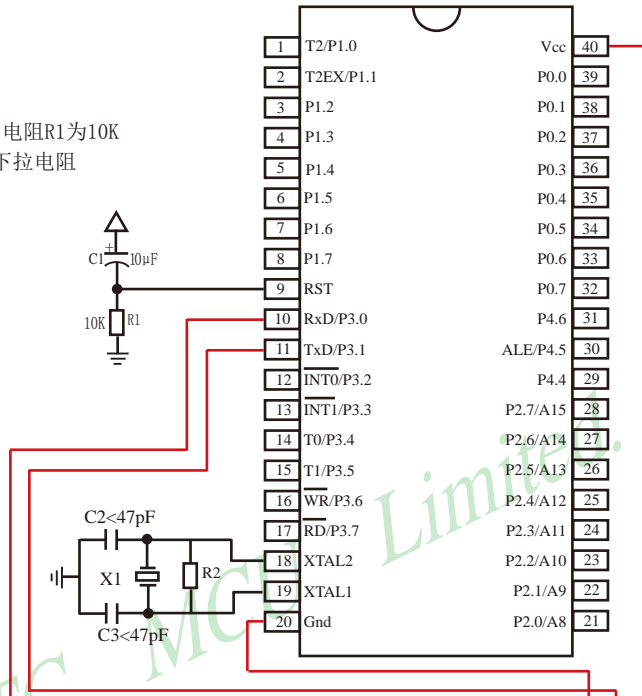 电阻R1为10K
下拉电阻
+
C1 10μF
10K R1
C2<47pF
X1
R2
C3<47pF
1 T2/P1.0
2 T2EX/P1.1
3 P1.2
4 P1.3
5 P1.4
6 P1.5
7 P1.6
8 P1.7
9 RST
10 RxD/P3.0
11 TxD/P3.1
12 INT0/P3.2
13 INT1/P3.3
14 T0/P3.4
15 T1/P3.5
16 WR/P3.6
17 RD/P3.7
18 XTAL2
19 XTAL1
20 Gnd
Vcc 40
P0.0 39
P0.1 38
P0.2 37
P0.3 36
P0.4 35
P0.5 34
P0.6 33
P0.7 32
P4.6 31
ALE/P4.5 30
P4.4 29
P2.7/A15 28
P2.6/A14 27
P2.5/A13 26
P2.4/A12 25
P2.3/A11 24
P2.2/A10 23
P2.1/A9 22
P2.0/A8 21
MCU Limited.